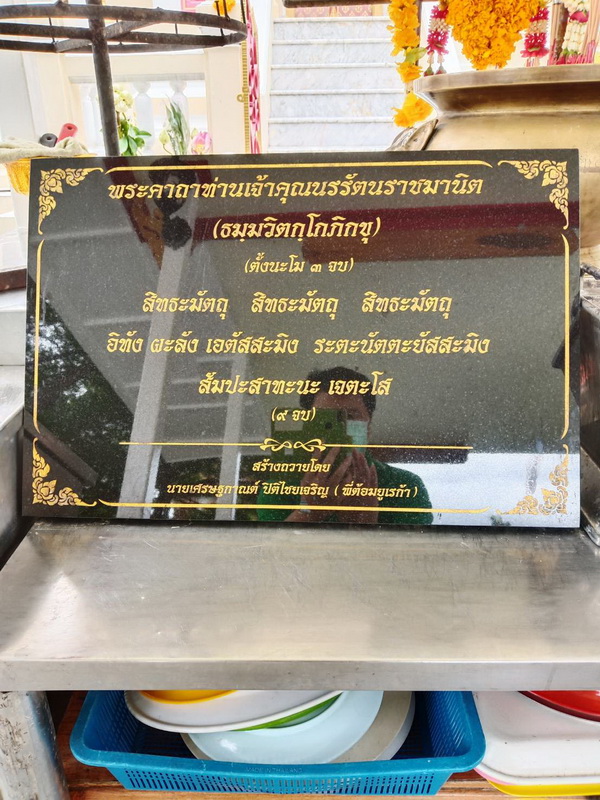 พระคาถาท่านเจ้าคุณนรรัตนราชมานิต
(ธมฺมวิตกฺโกภิกขุ)
(ตั้งนะโม ๓ จบ)
สิทธะมัตถุ สิทธะมัตถุ สิทธะมัตถุ
อิทัง ผะลัง เอตัสสะมิง ระตะนัตตะยัสสะมิง
สัมปะสาทะนะ เจตะโส
(๙ จบ)
สร้างถวายโดย
นายเศรษฐกาณต์ ปิติไชยเจริญ ( พี่ต้อมยูเรก้า )